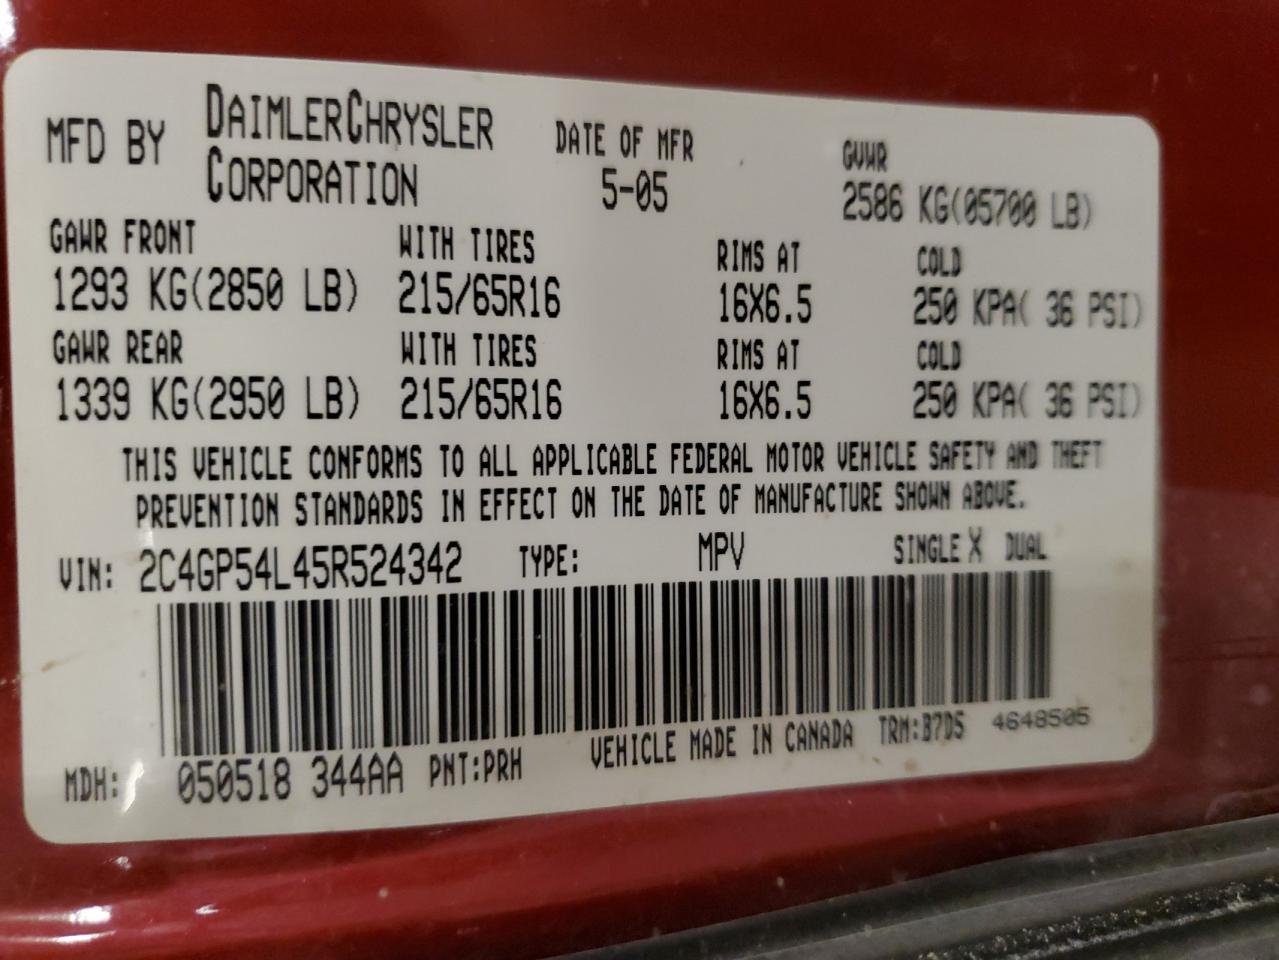 MFD BY DAIMLERCHRYSLER CORPORATION DATE OF MFR 5-05 GVWR 2586 KG(05700 LB)
GAWR FRONT WITH TIRES RIMS AT COLD
1293 KG(2850 LB) 215/65R16 16X6.5 250 KPA( 36 PSI)
GAWR REAR WITH TIRES RIMS AT COLD
1339 KG(2950 LB) 215/65R16 16X6.5 250 KPA( 36 PSI)
THIS VEHICLE CONFORMS TO ALL APPLICABLE FEDERAL MOTOR VEHICLE SAFETY AND THEFT
PREVENTION STANDARDS IN EFFECT ON THE DATE OF MANUFACTURE SHOWN ABOVE.
VIN: 2C4GP54L45R524342 TYPE: MPV SINGLE X DUAL
MDH: 050518 344AA PNT:PRH VEHICLE MADE IN CANADA TRM:B7D5 4648505